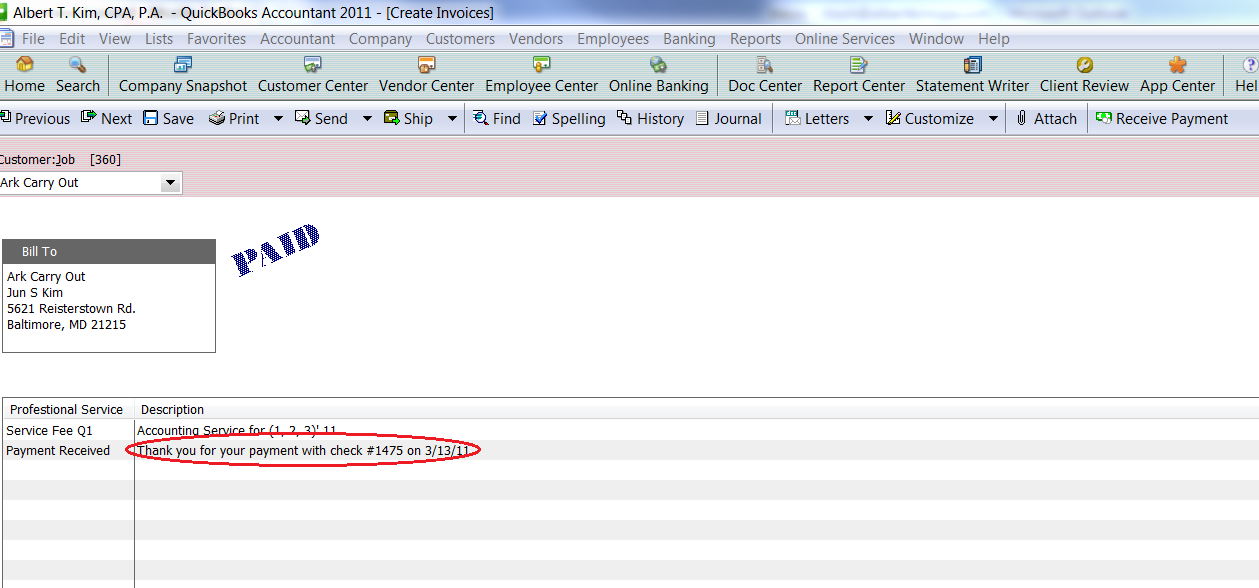 Albert T. Kim, CPA, P.A. - QuickBooks Accountant 2011 - [Create Invoices]
File Edit View Lists Favorites Accountant Company Customers Vendors Employees Banking Reports Online Services Window Help
Home Search Company Snapshot Customer Center Vendor Center Employee Center Online Banking Doc Center Report Center Statement Writer Client Review App Center Hel
Previous Next Save Print Send Ship Find Spelling History Journal Letters Customize Attach Receive Payment
Customer:Job [360]
Ark Carry Out
PAID
Bill To
Ark Carry Out
Jun S Kim
5621 Reisterstown Rd.
Baltimore, MD 21215
Profestional Service Description
Service Fee Q1 Accounting Service for (1, 2, 3)' 11
Payment Received Thank you for your payment with check #1475 on 3/13/11